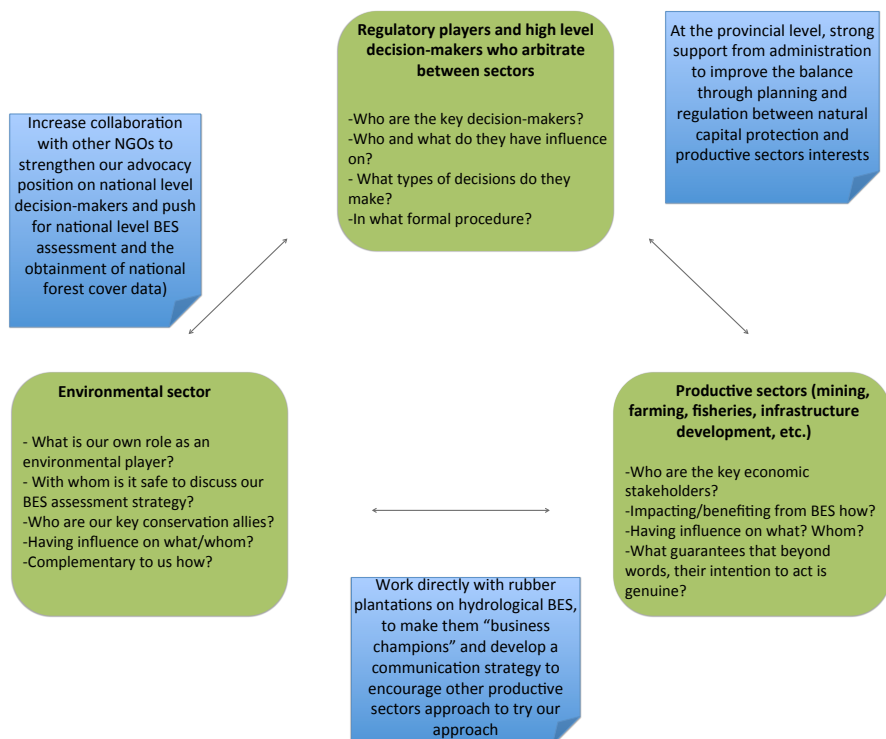 Regulatory players and high level
decision-makers who arbitrate
between sectors
-Who are the key decision-makers?
-Who and what do they have influence
on?
- What types of decisions do they
make?
-In what formal procedure?
At the provincial level, strong
support from administration
to improve the balance
through planning and
regulation between natural
capital protection and
productive sectors interests
Increase collaboration
with other NGOs to
strengthen our advocacy
position on national level
decision-makers and push
for national level BES
assessment and the
obtainment of national
forest cover data)
Environmental sector
- What is our own role as an
environmental player?
- With whom is it safe to discuss our
BES assessment strategy?
-Who are our key conservation allies?
-Having influence on what/whom?
-Complementary to us how?
Productive sectors (mining,
farming, fisheries, infrastructure
development, etc.)
-Who are the key economic
stakeholders?
-Impacting/benefiting from BES how?
-Having influence on what? Whom?
-What guarantees that beyond
words, their intention to act is
genuine?
Work directly with rubber
plantations on hydrological BES,
to make them “business
champions” and develop a
communication strategy to
encourage other productive
sectors approach to try our
approach